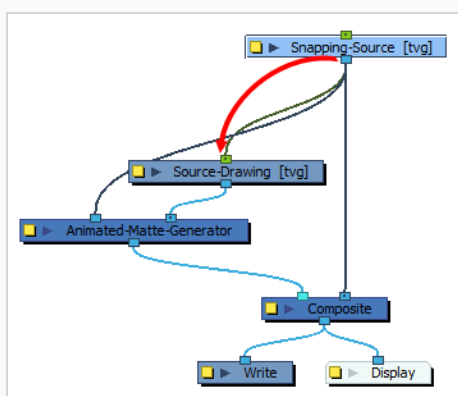 Snapping-Source [tvg]
Source-Drawing [tvg]
Animated-Matte-Generator
Composite
Write
Display